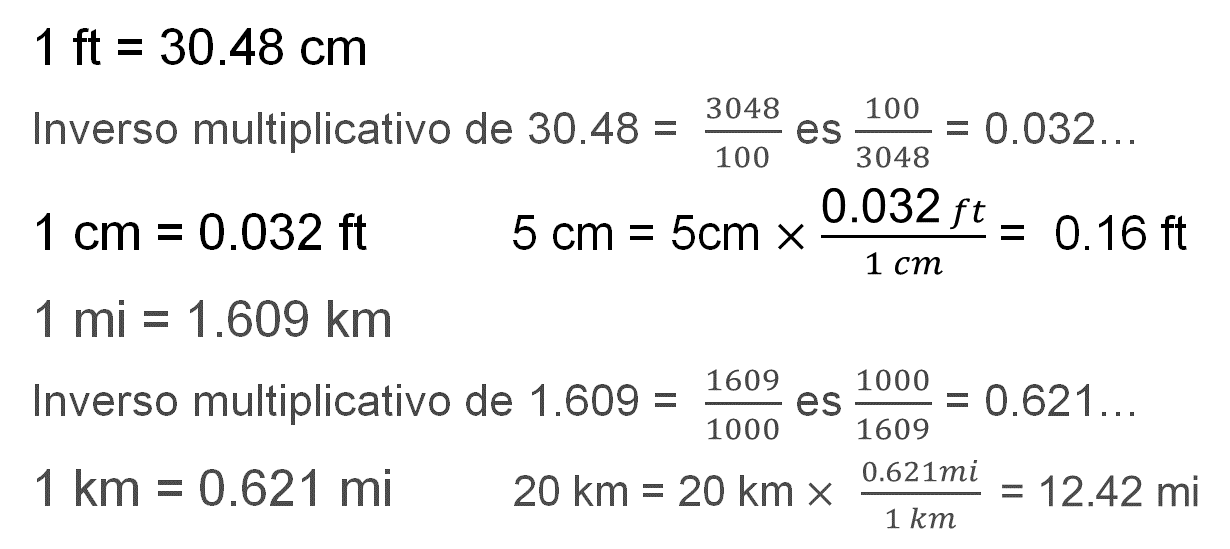 1 ft = 30.48 cm
Inverso multiplicativo de 30.48 = 3048/100 es 100/3048 = 0.032...
1 cm = 0.032 ft 5 cm = 5cm × 0.032 ft/1 cm = 0.16 ft
1 mi = 1.609 km
Inverso multiplicativo de 1.609 = 1609/1000 es 1000/1609 = 0.621...
1 km = 0.621 mi 20 km = 20 km × 0.621mi/1 km = 12.42 mi